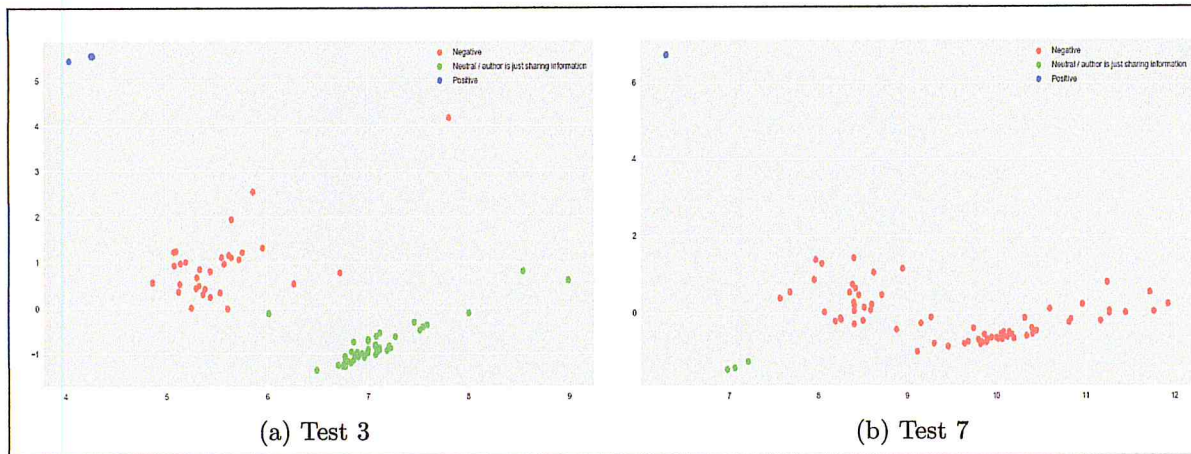 Negative
Neutral / author is just sharing information
Positive
5
4
3
2
1
0
−1
4
5
6
7
8
9
(a) Test 3
Negative
Neutral / author is just sharing information
Positive
6
4
2
0
7
8
9
10
11
12
(b) Test 7